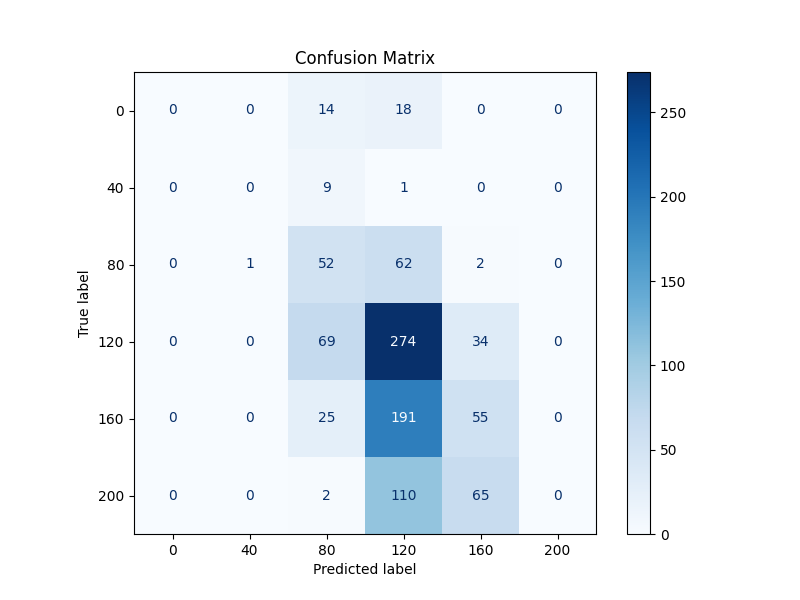 Confusion Matrix
0 0 0 14 18 0 0
40 0 0 9 1 0 0
80 0 1 52 62 2 0
120 0 0 69 274 34 0
160 0 0 25 191 55 0
200 0 0 2 110 65 0
0 40 80 120 160 200
Predicted label
True label
250
200
150
100
50
0